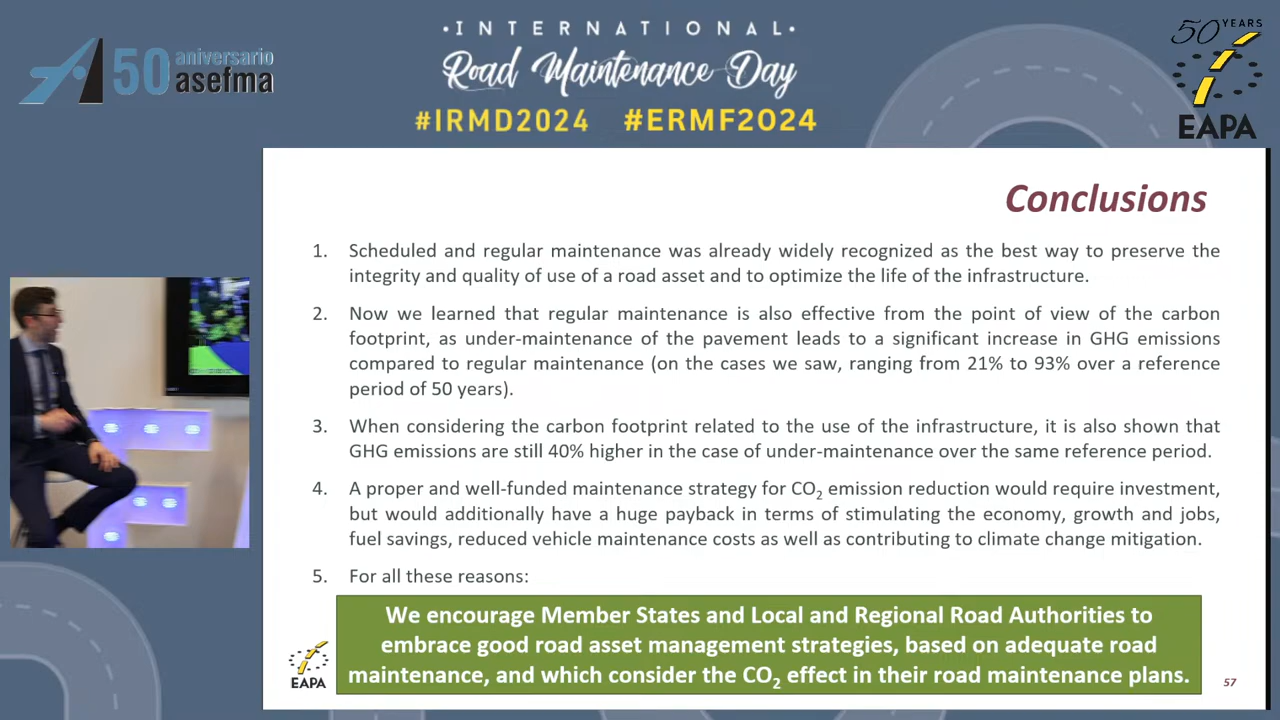 50 aniversario
asefma
·INTERNATIONAL·
Road Maintenance Day
#IRMD2024 #ERMF2024
50 YEARS
EAPA
Conclusions
1. Scheduled and regular maintenance was already widely recognized as the best way to preserve the
integrity and quality of use of a road asset and to optimize the life of the infrastructure.
2. Now we learned that regular maintenance is also effective from the point of view of the carbon
footprint, as under-maintenance of the pavement leads to a significant increase in GHG emissions
compared to regular maintenance (on the cases we saw, ranging from 21% to 93% over a reference
period of 50 years).
3. When considering the carbon footprint related to the use of the infrastructure, it is also shown that
GHG emissions are still 40% higher in the case of under-maintenance over the same reference period.
4. A proper and well-funded maintenance strategy for CO₂ emission reduction would require investment,
but would additionally have a huge payback in terms of stimulating the economy, growth and jobs,
fuel savings, reduced vehicle maintenance costs as well as contributing to climate change mitigation.
5. For all these reasons:
We encourage Member States and Local and Regional Road Authorities to
embrace good road asset management strategies, based on adequate road
maintenance, and which consider the CO₂ effect in their road maintenance plans.
EAPA
57